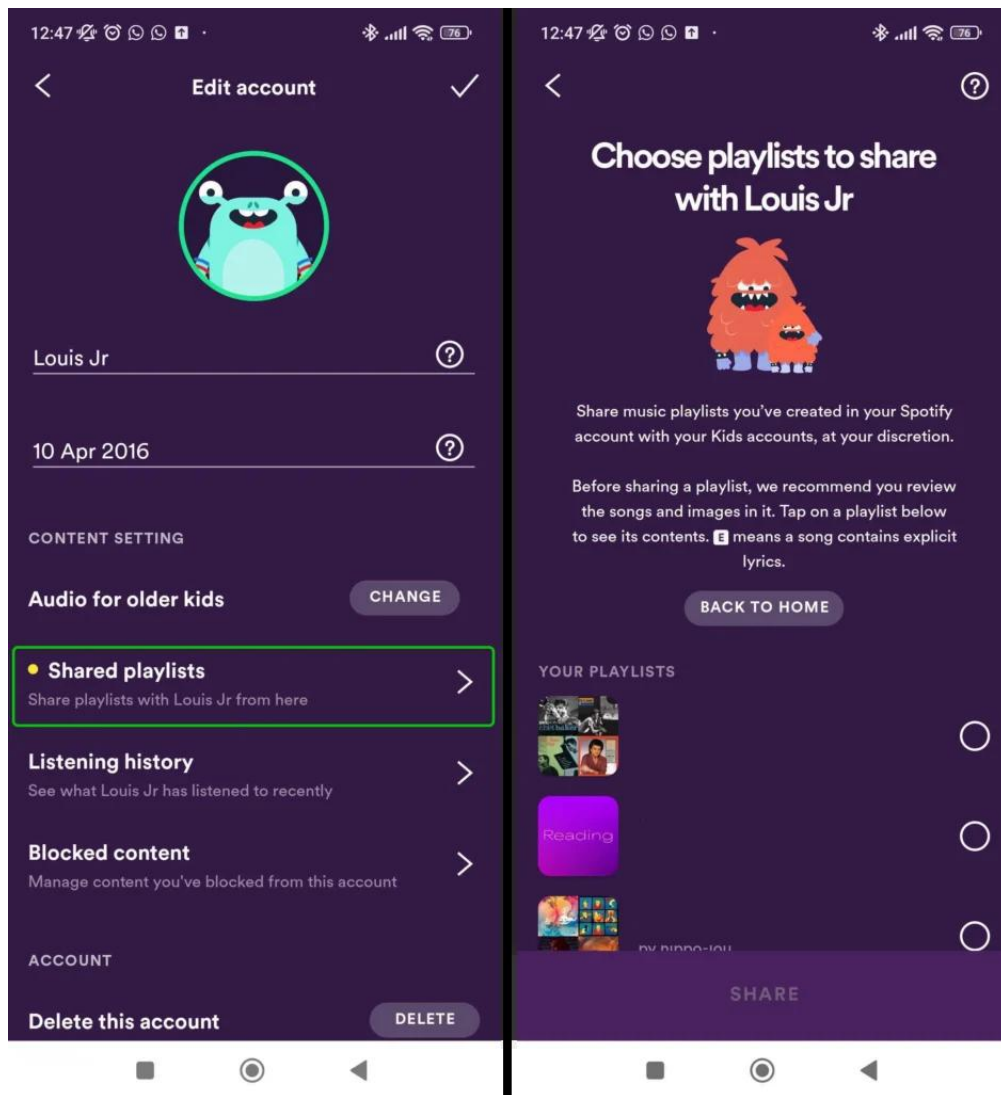 12:47
76
Edit account
Louis Jr
10 Apr 2016
CONTENT SETTING
Audio for older kids CHANGE
Shared playlists
Share playlists with Louis Jr from here
Listening history
See what Louis Jr has listened to recently
Blocked content
Manage content you've blocked from this account
ACCOUNT
Delete this account DELETE
12:47
76
Choose playlists to share
with Louis Jr
Share music playlists you've created in your Spotify
account with your Kids accounts, at your discretion.
Before sharing a playlist, we recommend you review
the songs and images in it. Tap on a playlist below
to see its contents. E means a song contains explicit
lyrics.
BACK TO HOME
YOUR PLAYLISTS
Reading
SHARE